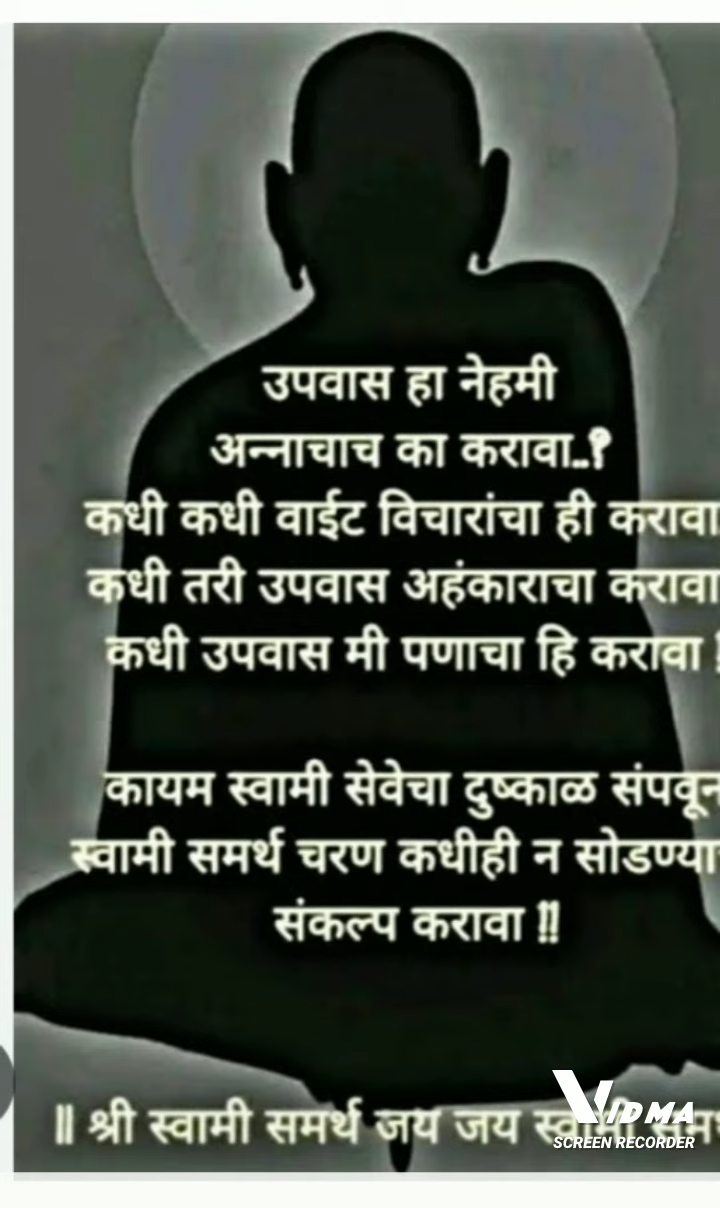 उपवास हा नेहमी
अन्नाचाच का करावा..?
कधी कधी वाईट विचारांचा ही करावा
कधी तरी उपवास अहंकाराचा करावा
कधी उपवास मी पणाचा हि करावा !
कायम स्वामी सेवेचा दुष्काळ संपवून
स्वामी समर्थ चरण कधीही न सोडण्या
संकल्प करावा !!
|| श्री स्वामी समर्थ जय जय स्वामी
VIDMA
SCREEN RECORDER